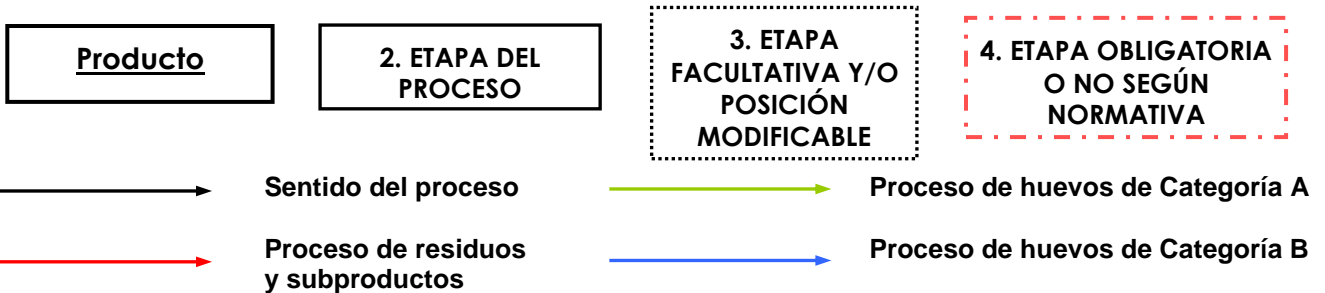 Producto
2. ETAPA DEL
PROCESO
3. ETAPA
FACULTATIVA Y/O
POSICIÓN
MODIFICABLE
4. ETAPA OBLIGATORIA
O NO SEGÚN
NORMATIVA
Sentido del proceso
Proceso de huevos de Categoría A
Proceso de residuos
y subproductos
Proceso de huevos de Categoría B